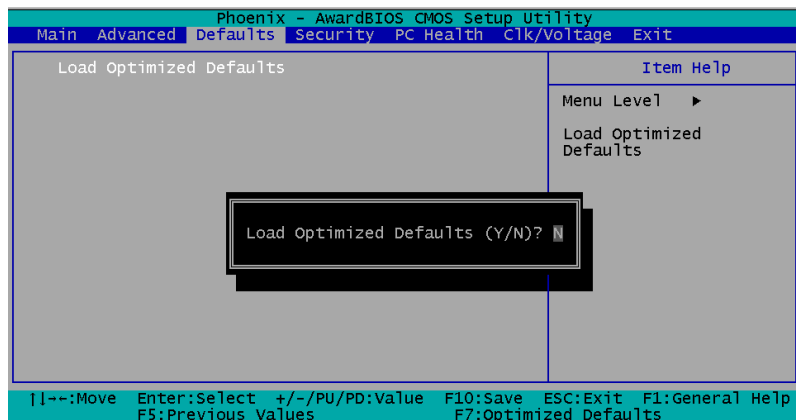 Phoenix - AwardBIOS CMOS Setup Utility
Main Advanced Defaults Security PC Health Clk/Voltage Exit
Load Optimized Defaults
Item Help
Menu Level ►
Load Optimized
Defaults
Load Optimized Defaults (Y/N)? N
↑↓→←:Move Enter:Select +/-/PU/PD:Value F10:Save ESC:Exit F1:General Help
F5:Previous Values F7:Optimized Defaults